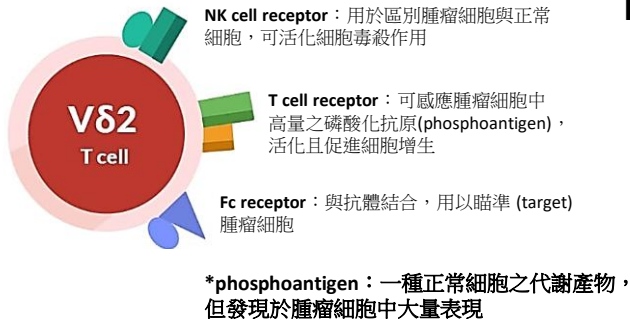 NK cell receptor：用於區別腫瘤細胞與正常
細胞，可活化細胞毒殺作用
Vδ2
T cell
T cell receptor：可感應腫瘤細胞中
高量之磷酸化抗原(phosphoantigen)，
活化且促進細胞增生
Fc receptor：與抗體結合，用以瞄準 (target)
腫瘤細胞
*phosphoantigen：一種正常細胞之代謝產物，
但發現於腫瘤細胞中大量表現